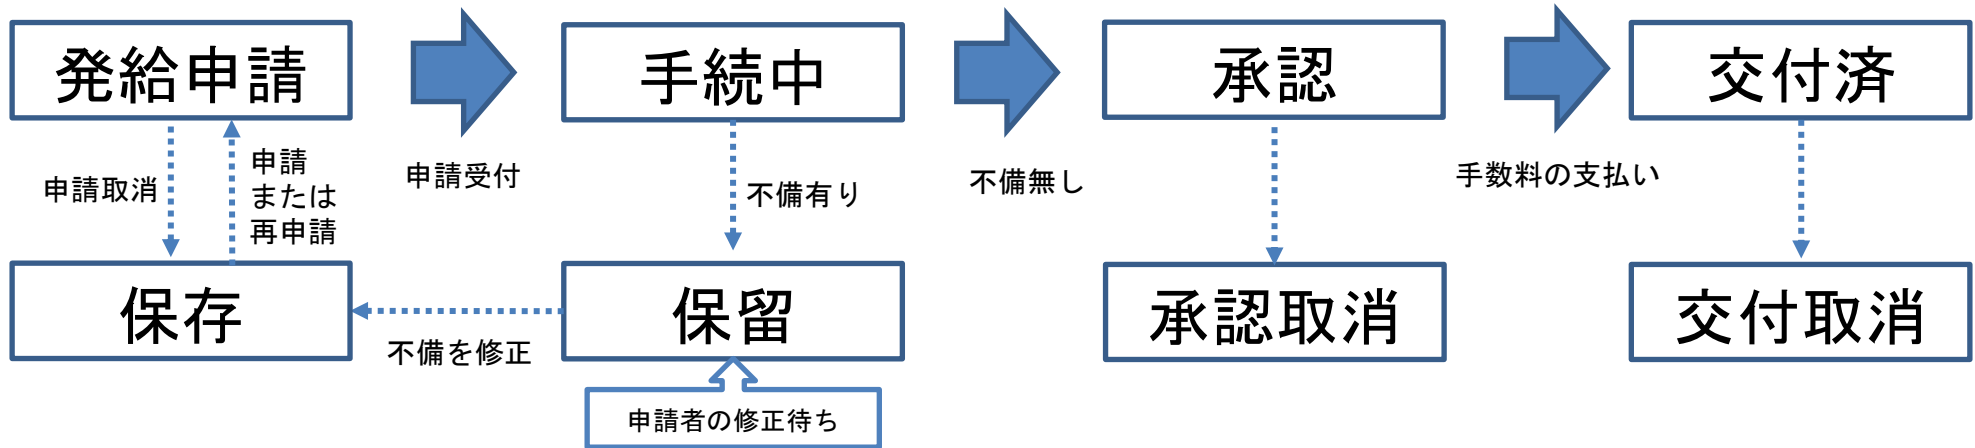 発給申請
手続中
承認
交付済
申請取消
申請
または
再申請
申請受付
不備有り
不備無し
手数料の支払い
保存
不備を修正
保留
承認取消
交付取消
申請者の修正待ち